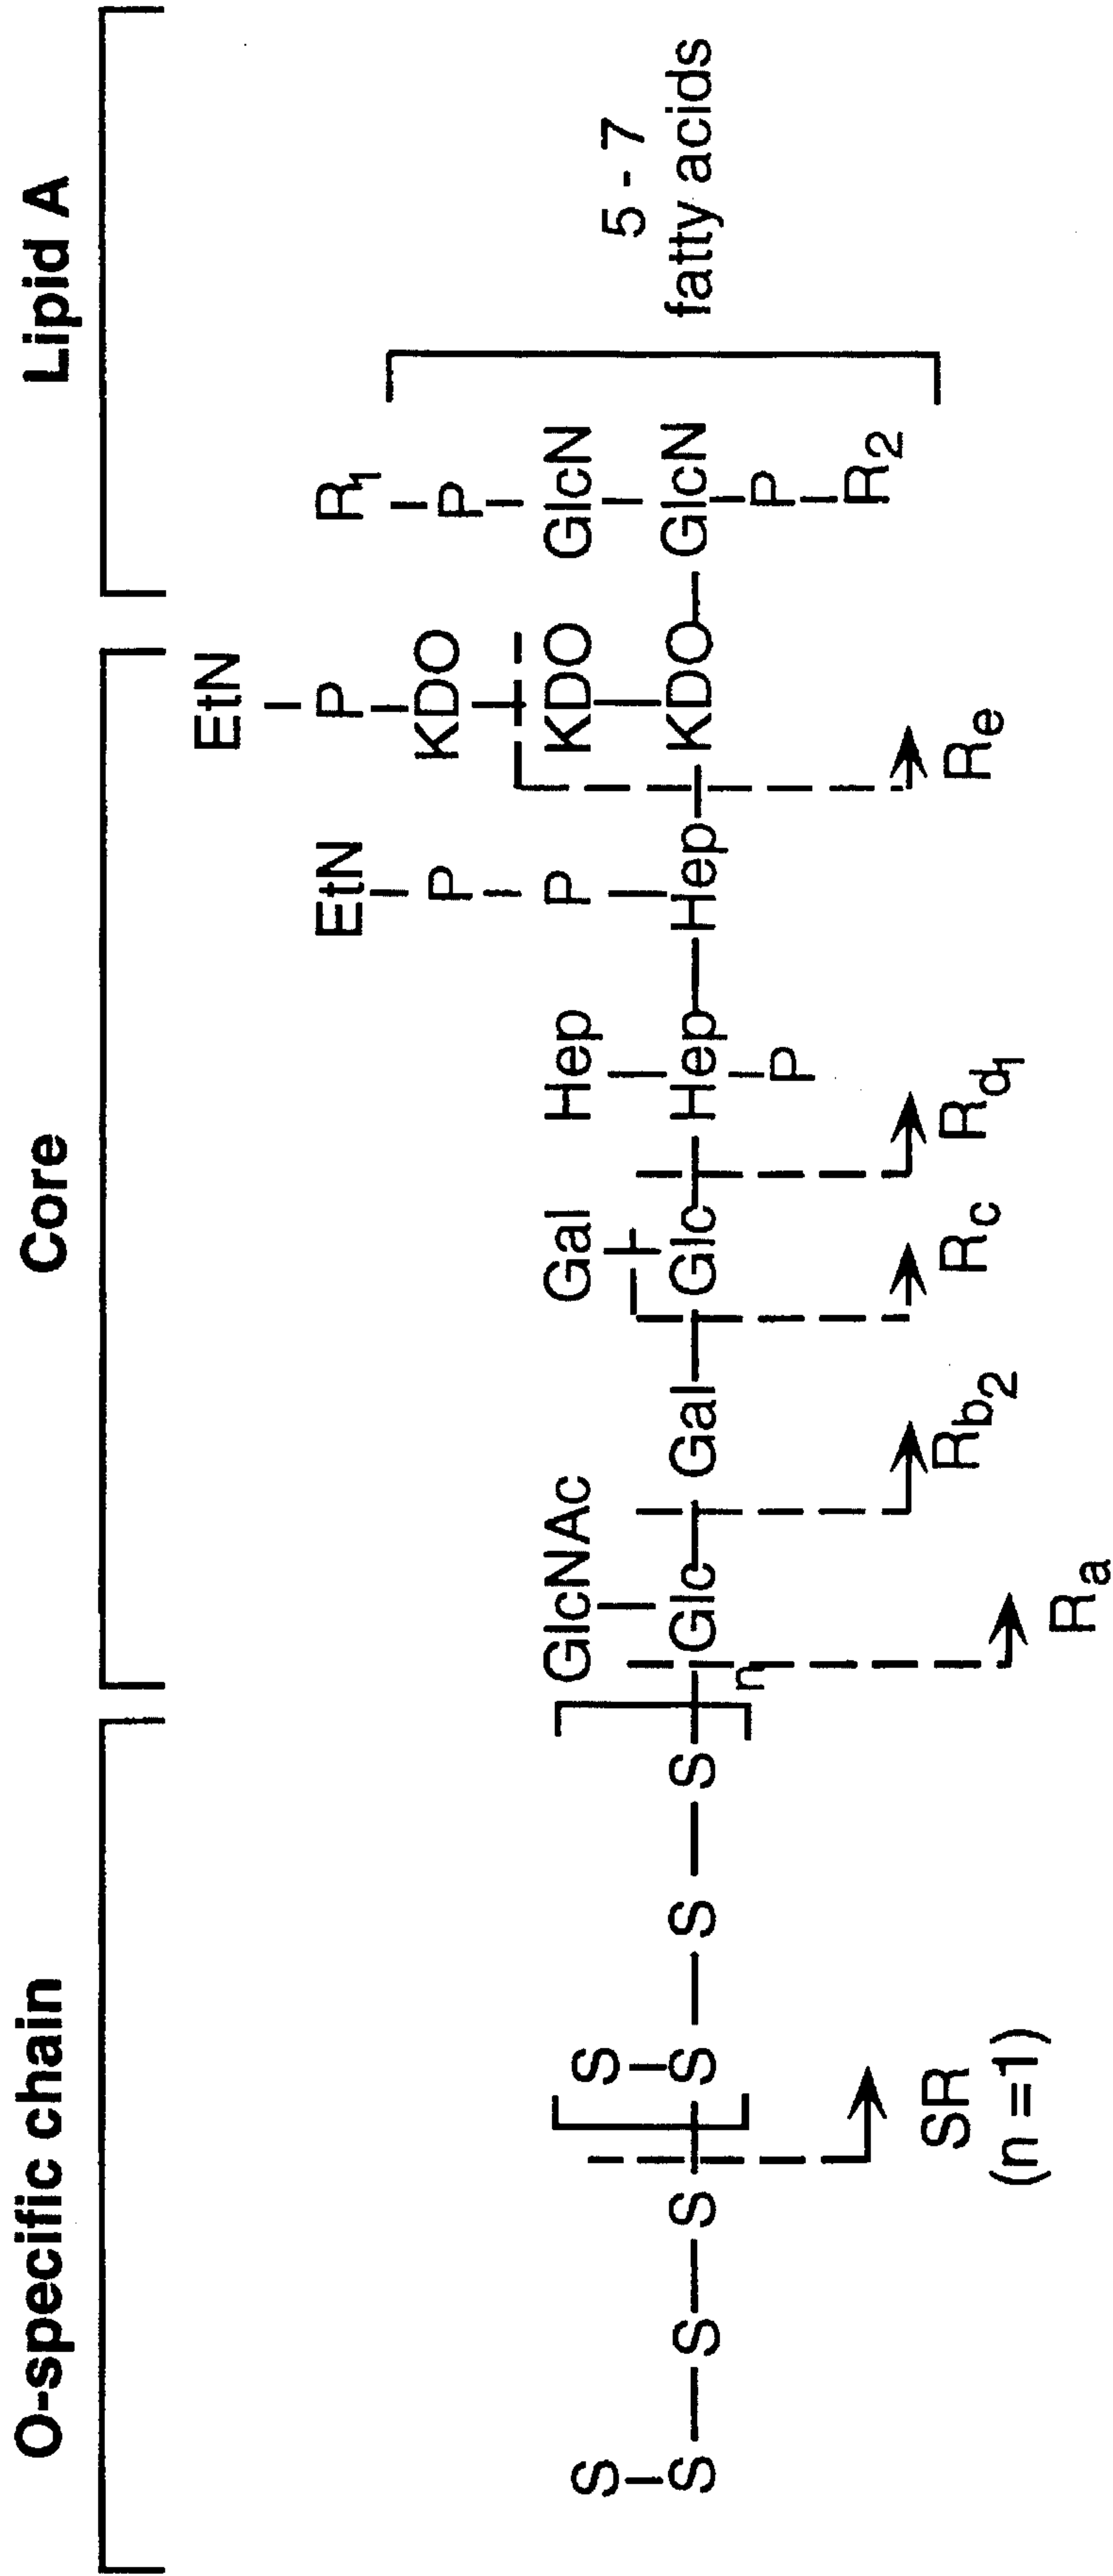 O-specific chain
Core
Lipid A
EtN
P
EtN
R1
P
KDO
P
S
S
GlcNAc
Gal
Hep
P
KDO
GlcN
5 - 7
fatty acids
S
S
S
S
S
S
n
Glc
Gal
Glc
Hep
Hep
KDO
GlcN
P
P
R2
SR
(n =1)
Ra
Rb2
Rc
Rd1
Re